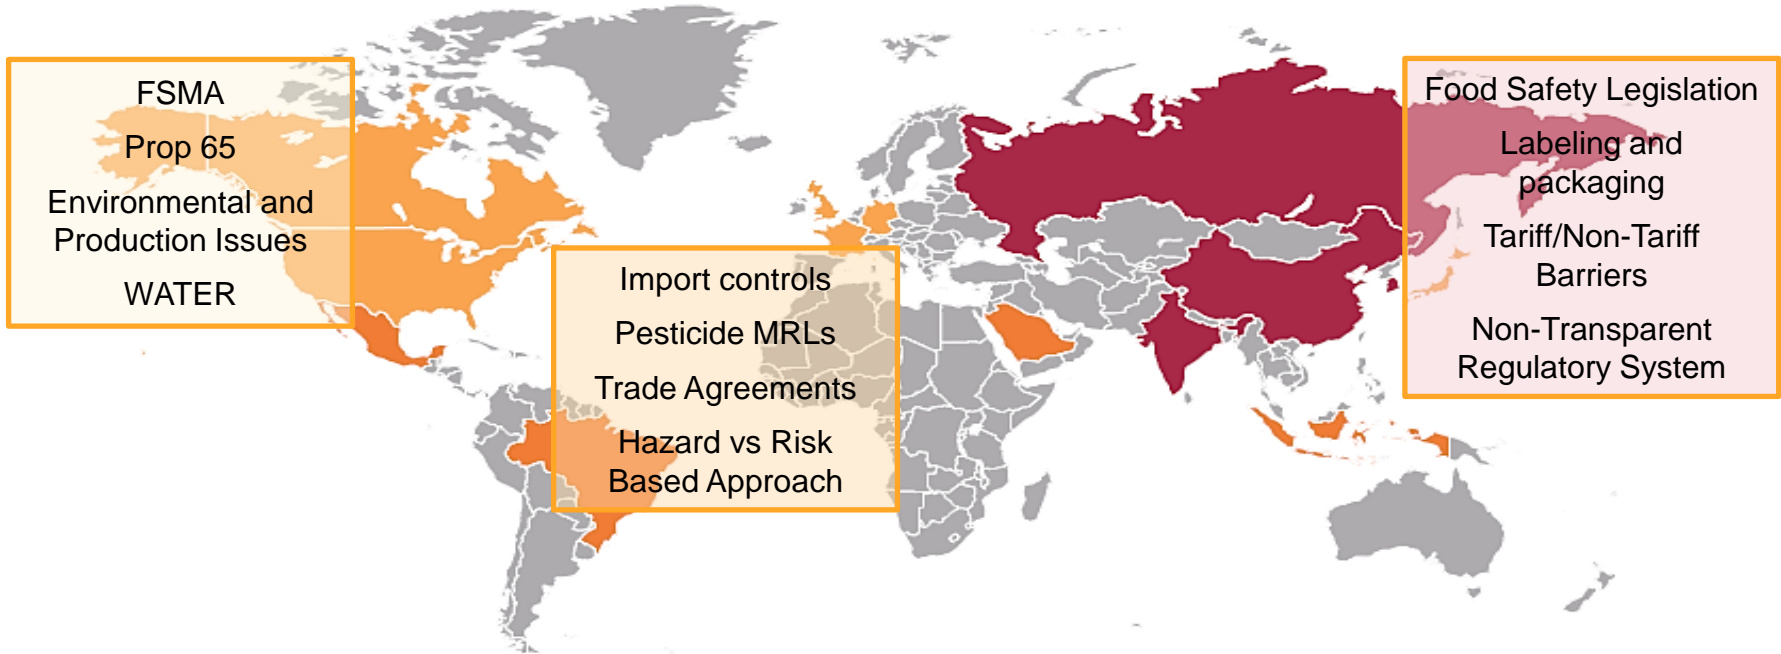 FSMA
Prop 65
Environmental and
Production Issues
WATER
Import controls
Pesticide MRLs
Trade Agreements
Hazard vs Risk
Based Approach
Food Safety Legislation
Labeling and
packaging
Tariff/Non-Tariff
Barriers
Non-Transparent
Regulatory System